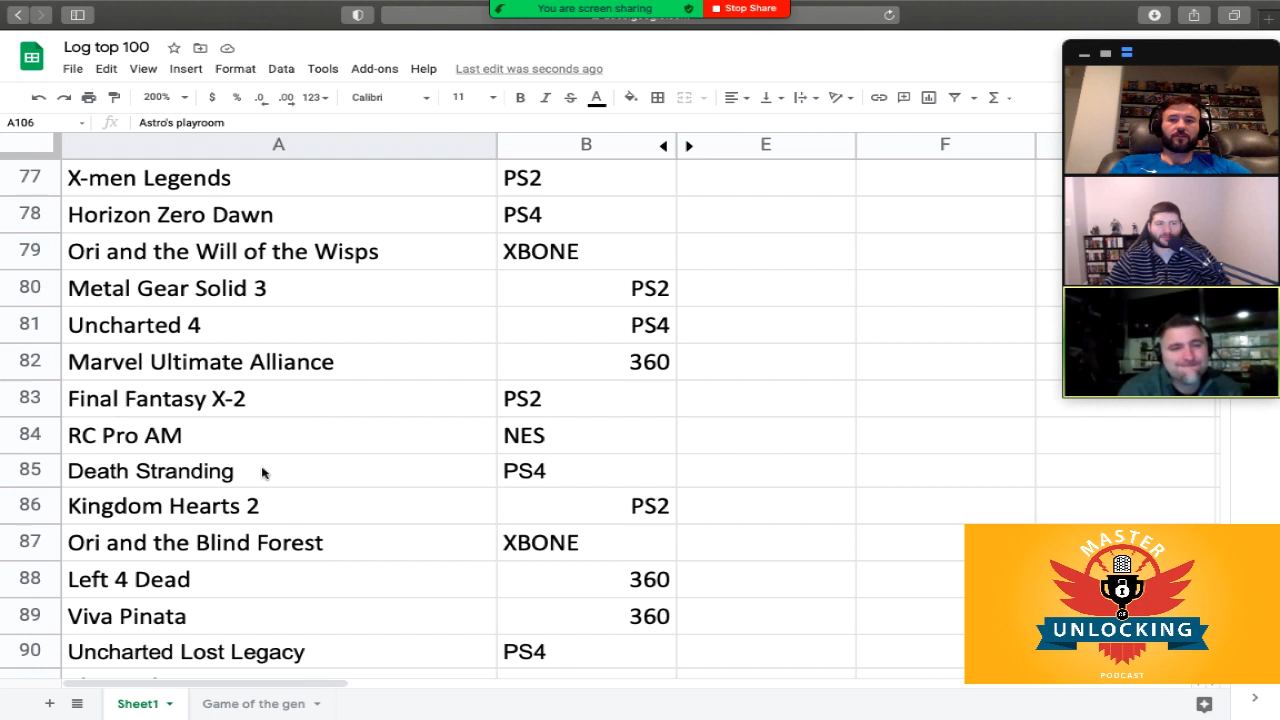 You are screen sharing
Stop Share
Log top 100
File Edit View Insert Format Data Tools Add-ons Help Last edit was seconds ago
200% $ % .0 .00 123 Calibri 11 B I S A
A106 fx Astro's playroom
A B E F
77 X-men Legends PS2
78 Horizon Zero Dawn PS4
79 Ori and the Will of the Wisps XBONE
80 Metal Gear Solid 3 PS2
81 Uncharted 4 PS4
82 Marvel Ultimate Alliance 360
83 Final Fantasy X-2 PS2
84 RC Pro AM NES
85 Death Stranding PS4
86 Kingdom Hearts 2 PS2
87 Ori and the Blind Forest XBONE
88 Left 4 Dead 360
89 Viva Pinata 360
90 Uncharted Lost Legacy PS4
MASTER
OF
UNLOCKING
PODCAST
Sheet1 Game of the gen